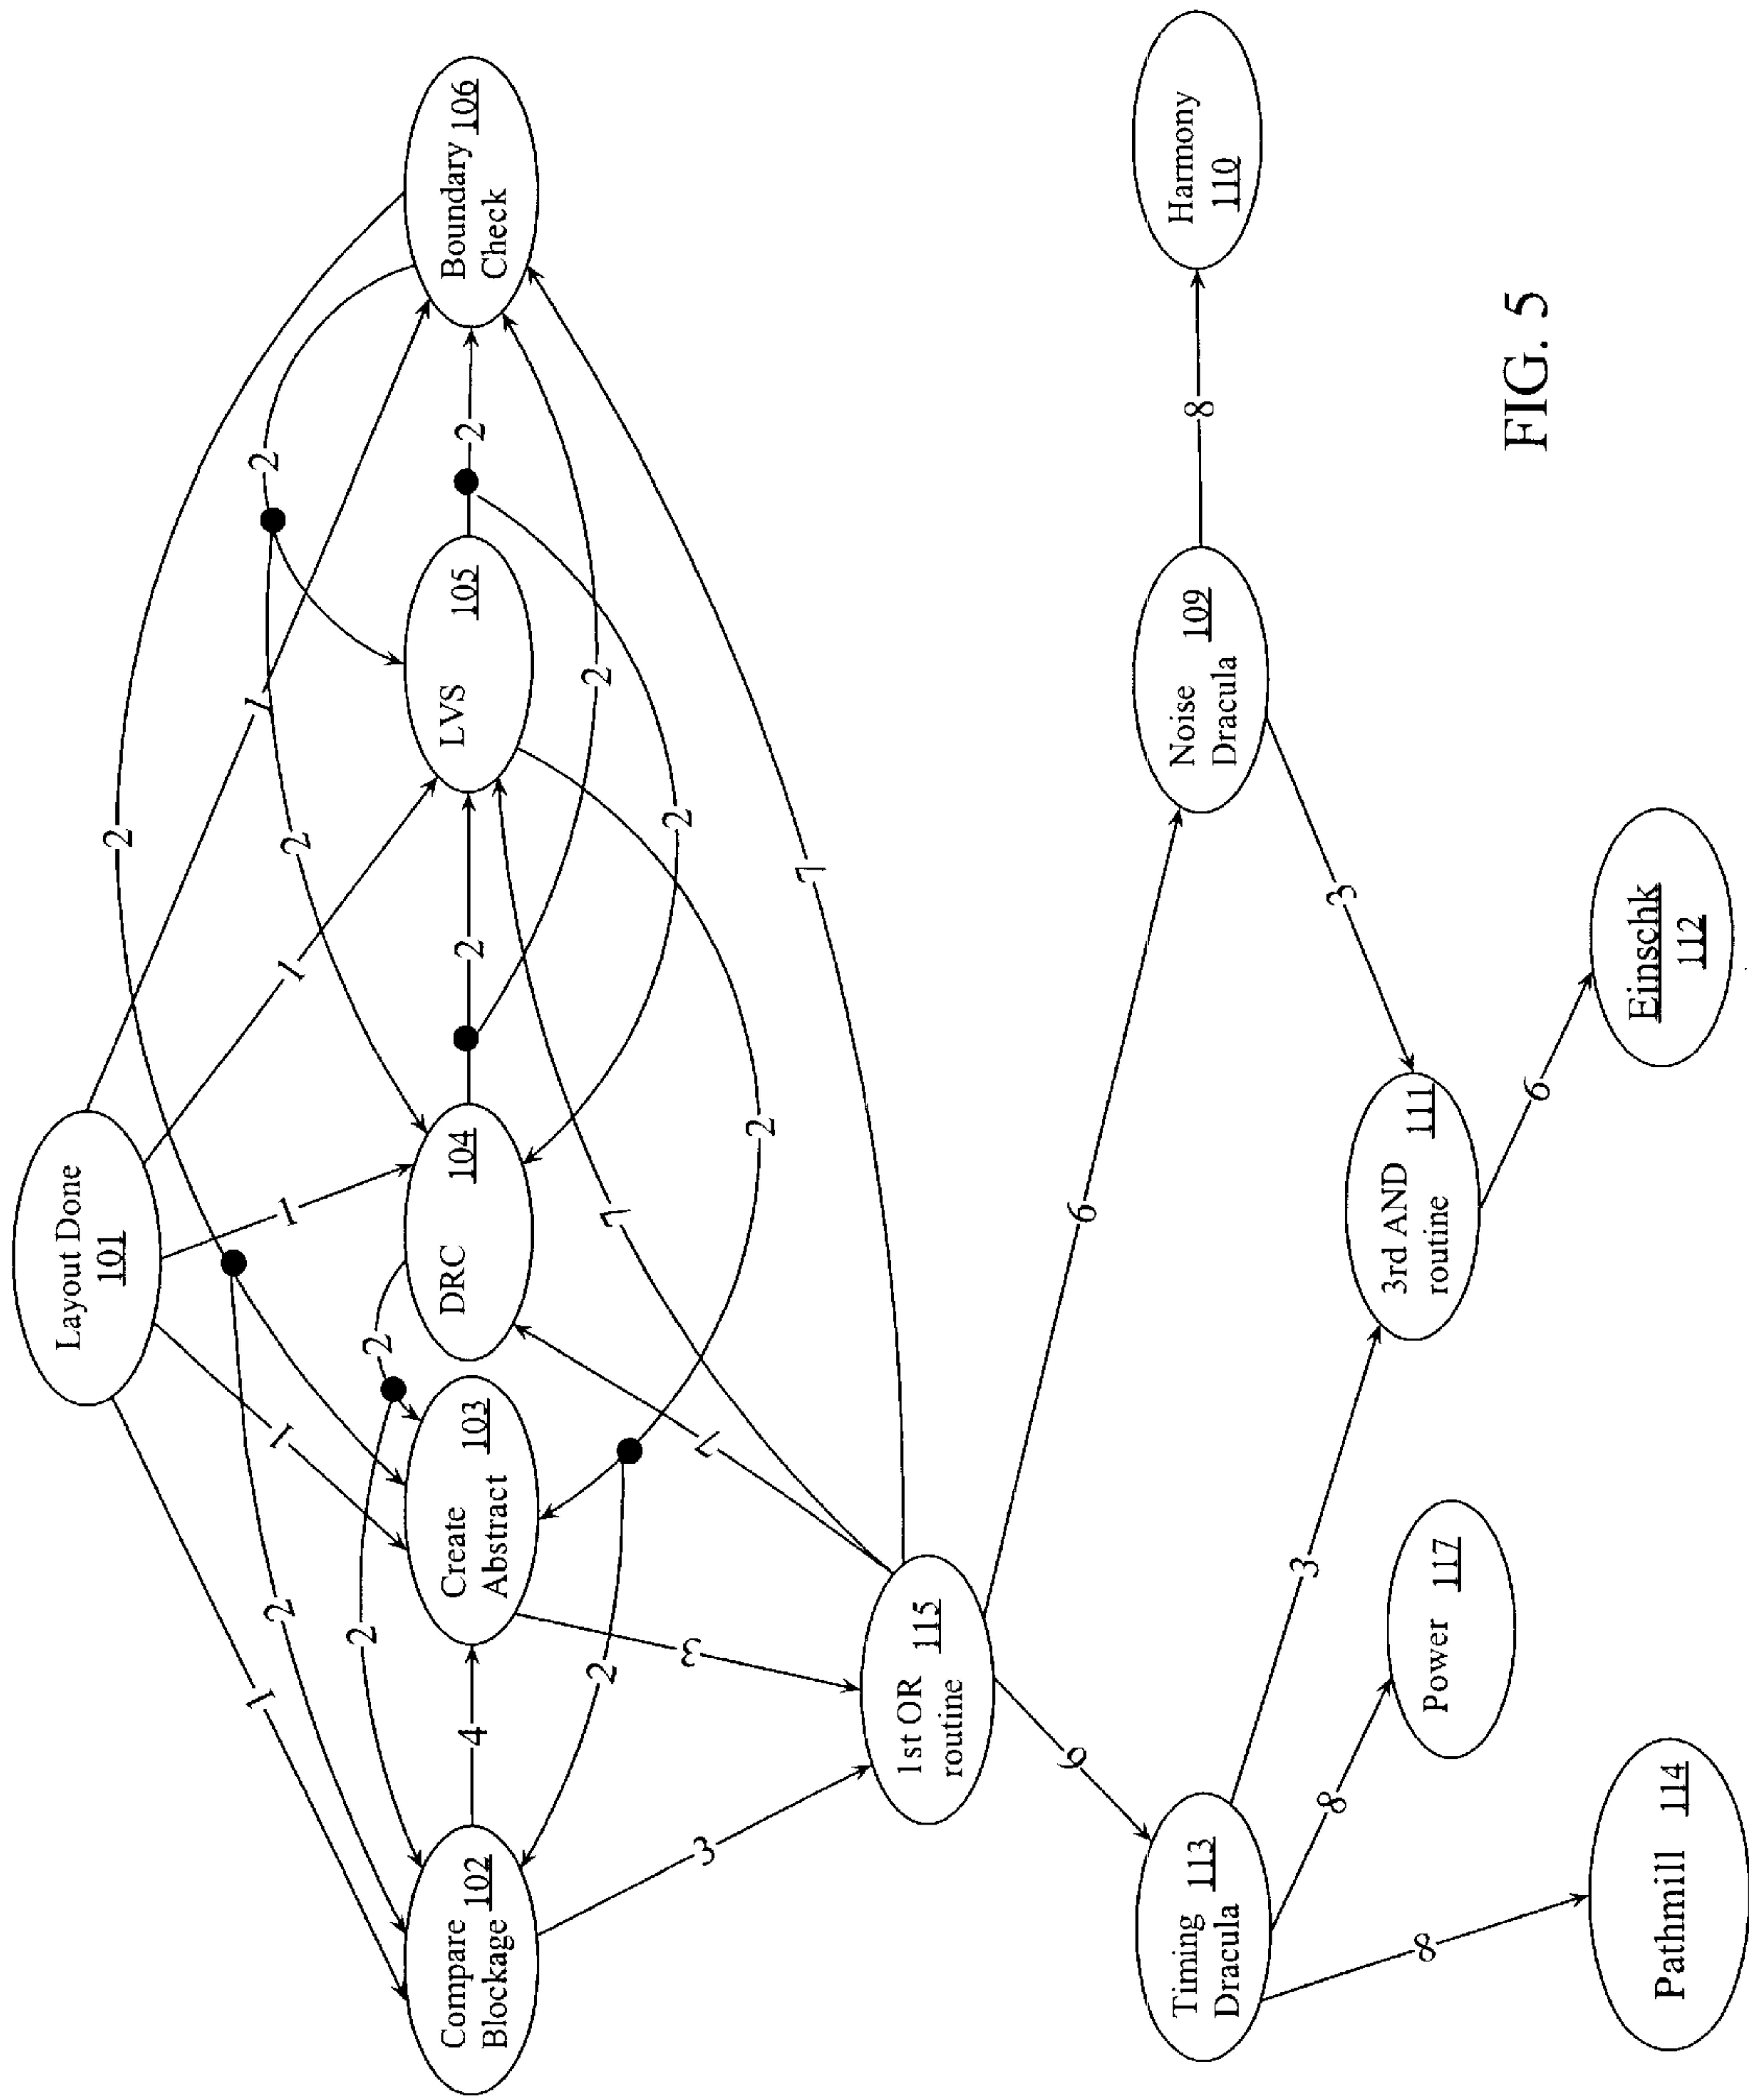 Layout Done
101
1
1
1
1
1
2
2
2
2
2
2
2
Compare
Blockage 102
4
Create 103
Abstract
DRC 104
2
LVS 105
2
Boundary 106
Check
2
2
2
2
3
3
7
7
7
1st OR 115
routine
6
6
Timing 113
Dracula
Noise 109
Dracula
8
Harmony
110
3
3
8
8
Power 117
3rd AND 111
routine
6
Pathmill 114
Einschk
112
FIG. 5